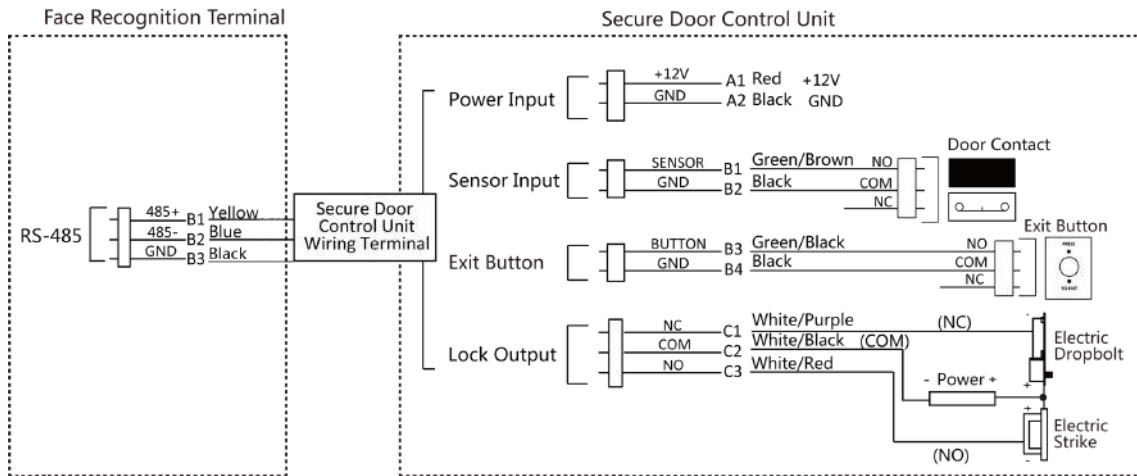 Face Recognition Terminal
Secure Door Control Unit
RS-485
485+ B1 Yellow
485- B2 Blue
GND B3 Black
Secure Door
Control Unit
Wiring Terminal
Power Input
+12V A1 Red +12V
GND A2 Black GND
Sensor Input
SENSOR B1 Green/Brown NO
GND B2 Black COM
NC
Door Contact
Exit Button
BUTTON B3 Green/Black NO
GND B4 Black COM
NC
Exit Button
PRESS
TO EXIT
Lock Output
NC C1 White/Purple (NC)
COM C2 White/Black (COM)
NO C3 White/Red
(NO)
- Power +
-
Electric
Dropbolt
+
+
Electric
Strike
-